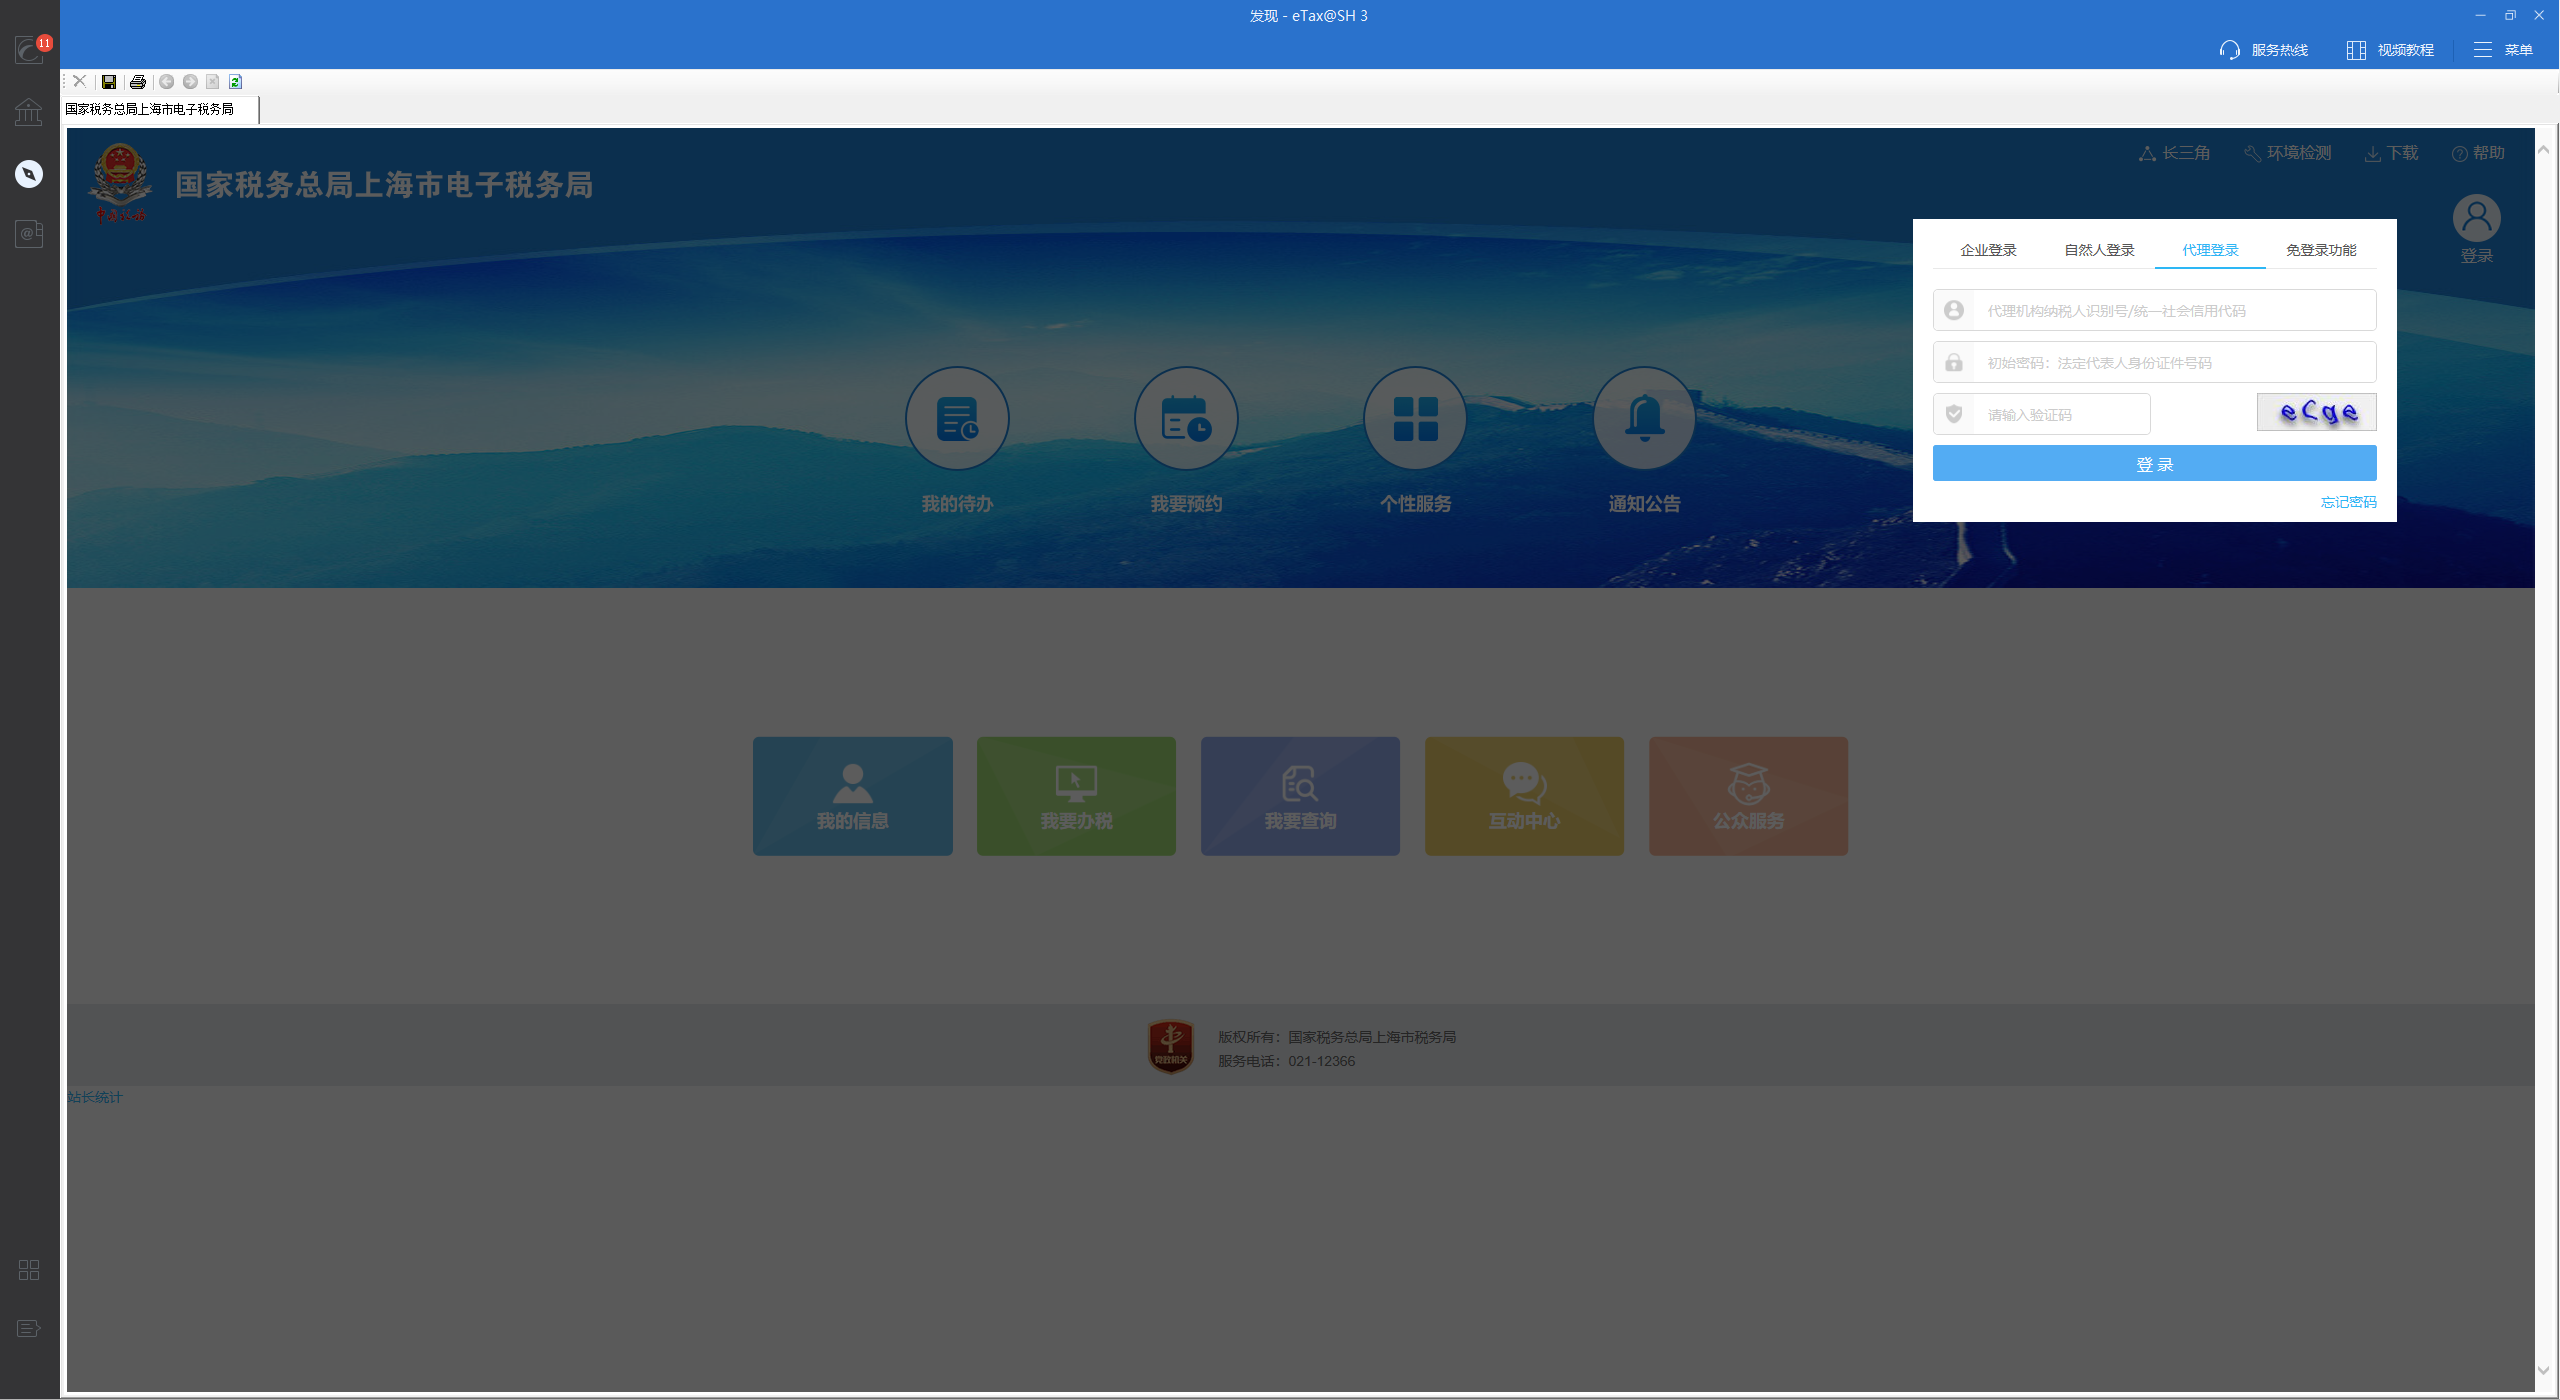 发现 - eTax@SH 3
11
服务热线
视频教程
菜单
国家税务总局上海市电子税务局
国家税务总局上海市电子税务局
长三角
环境检测
下载
帮助
登录
企业登录
自然人登录
代理登录
免登录功能
代理机构纳税人识别号/统一社会信用代码
初始密码：法定代表人身份证件号码
请输入验证码
eCge
登 录
忘记密码
我的待办
我要预约
个性服务
通知公告
我的信息
我要办税
我要查询
互动中心
公众服务
党政机关
版权所有：国家税务总局上海市税务局
服务电话：021-12366
站长统计